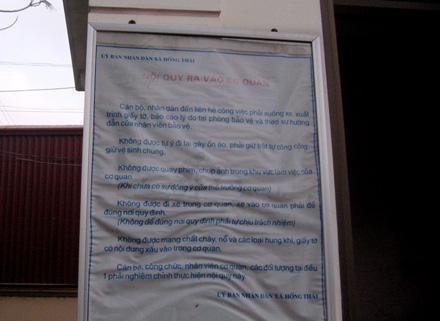 ỦY BAN NHÂN DÂN XÃ HỒNG THÁI
NỘI QUY RA VÀO CƠ QUAN
Cán bộ, nhân dân đến liên hệ công việc phải xuống xe, xuất
trình giấy tờ, báo cáo lý do tại phòng bảo vệ và theo sự hướng
dẫn của nhân viên bảo vệ.
Không được tự ý đi lại gây ồn ào, phải giữ trật tự công cộng,
giữ vệ sinh chung.
Không được quay phim, chụp ảnh trong khu vực làm việc của
cơ quan
(Khi chưa có sự đồng ý của thủ trưởng cơ quan)
Không được đi xe trong cơ quan, xe vào cơ quan phải để
đúng nơi quy định.
(Không để đúng nơi quy định phải tự chịu trách nhiệm)
Không được mang chất cháy, nổ và các loại hung khí, giấy tờ
có nội dung xấu vào trong cơ quan.
Cán bộ, công chức, nhân viên cơ quan, các đối tượng tại điều
1 phải nghiêm chỉnh thực hiện nội quy này.
ỦY BAN NHÂN DÂN XÃ HỒNG THÁI